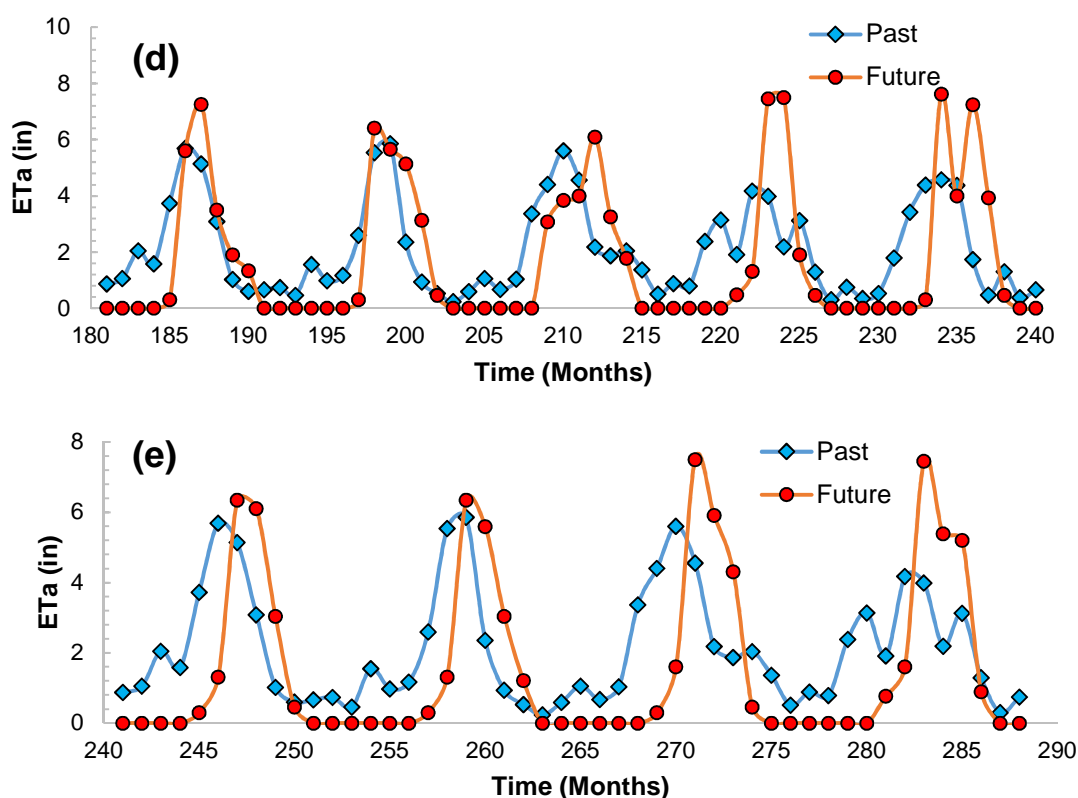 10
(d)
Past
8
Future
6
ETa (in)
4
2
0
180 185 190 195 200 205 210 215 220 225 230 235 240
Time (Months)
8
(e)
Past
6
Future
ETa (in)
4
2
0
240 245 250 255 260 265 270 275 280 285 290
Time (Months)